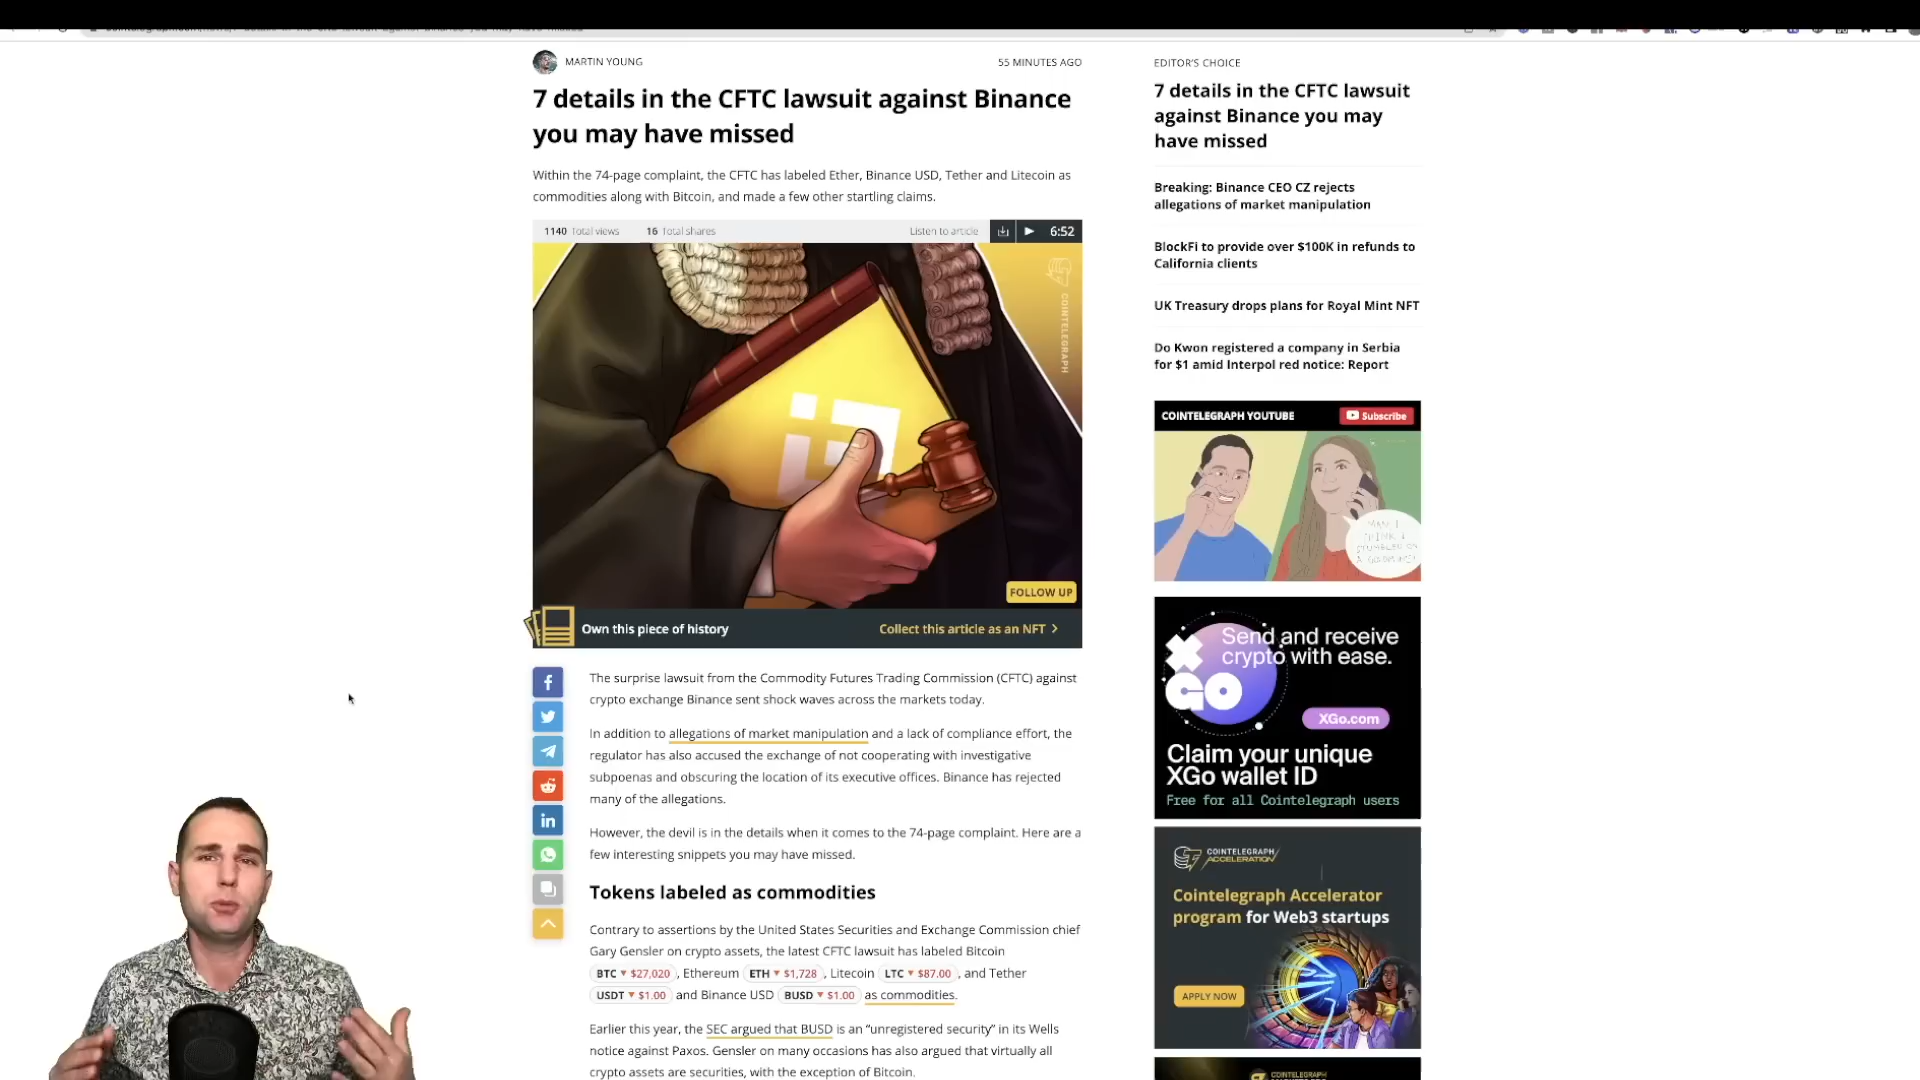 MARTIN YOUNG
55 MINUTES AGO
7 details in the CFTC lawsuit against Binance
you may have missed
Within the 74-page complaint, the CFTC has labeled Ether, Binance USD, Tether and Litecoin as
commodities along with Bitcoin, and made a few other startling claims.
1140 Total views
16 Total shares
Listen to article
6:52
COINTELEGRAPH
FOLLOW UP
Own this piece of history
Collect this article as an NFT >
The surprise lawsuit from the Commodity Futures Trading Commission (CFTC) against
crypto exchange Binance sent shock waves across the markets today.
In addition to allegations of market manipulation and a lack of compliance effort, the
regulator has also accused the exchange of not cooperating with investigative
subpoenas and obscuring the location of its executive offices. Binance has rejected
many of the allegations.
However, the devil is in the details when it comes to the 74-page complaint. Here are a
few interesting snippets you may have missed.
Tokens labeled as commodities
Contrary to assertions by the United States Securities and Exchange Commission chief
Gary Gensler on crypto assets, the latest CFTC lawsuit has labeled Bitcoin
BTC ▼ $27,020 , Ethereum ETH ▼ $1,728 , Litecoin LTC ▼ $87.00 , and Tether
USDT ▼ $1.00 and Binance USD BUSD ▼ $1.00 as commodities.
Earlier this year, the SEC argued that BUSD is an “unregistered security” in its Wells
notice against Paxos. Gensler on many occasions has also argued that virtually all
crypto assets are securities, with the exception of Bitcoin.
EDITOR'S CHOICE
7 details in the CFTC lawsuit
against Binance you may
have missed
Breaking: Binance CEO CZ rejects
allegations of market manipulation
BlockFi to provide over $100K in refunds to
California clients
UK Treasury drops plans for Royal Mint NFT
Do Kwon registered a company in Serbia
for $1 amid Interpol red notice: Report
COINTELEGRAPH YOUTUBE
Subscribe
XGO
Send and receive
crypto with ease.
XGo.com
Claim your unique
XGo wallet ID
Free for all Cointelegraph users
COINTELEGRAPH
ACCELERATION
Cointelegraph Accelerator
program for Web3 startups
APPLY NOW
COINTELEGRAPH